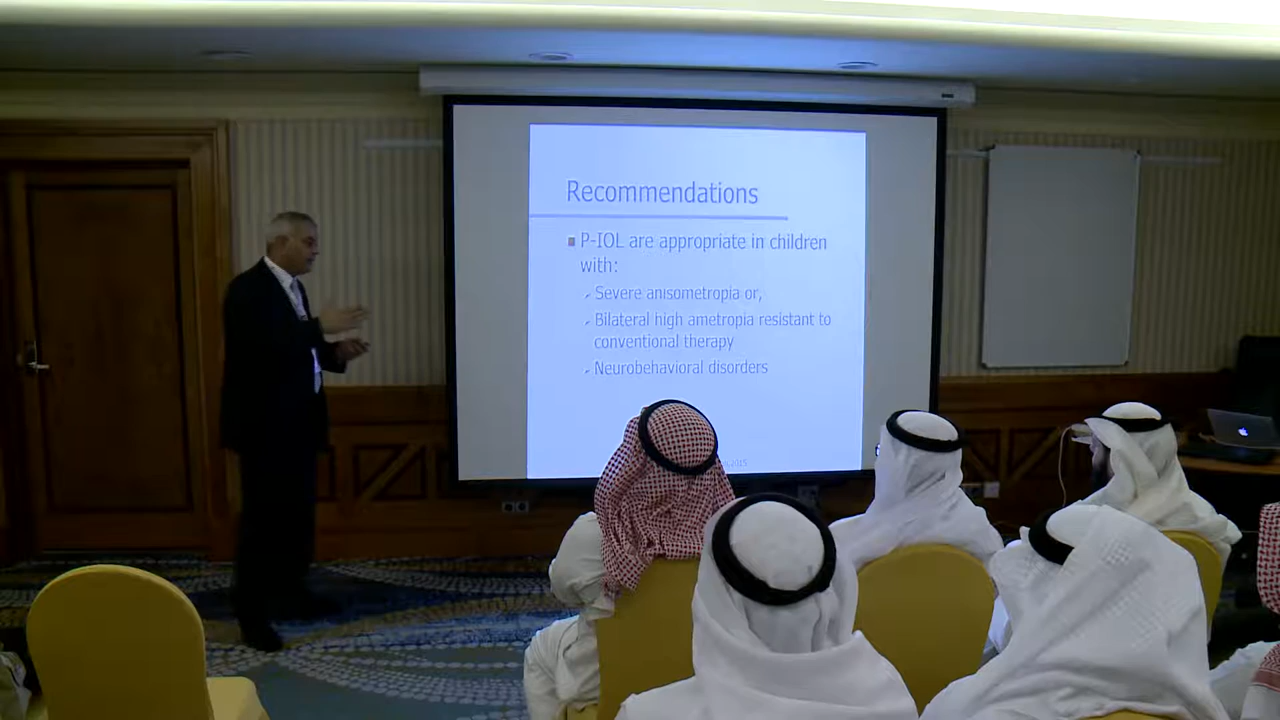 Recommendations
P-IOL are appropriate in children
with:
Severe anisometropia or,
Bilateral high ametropia resistant to
conventional therapy
Neurobehavioral disorders
2015